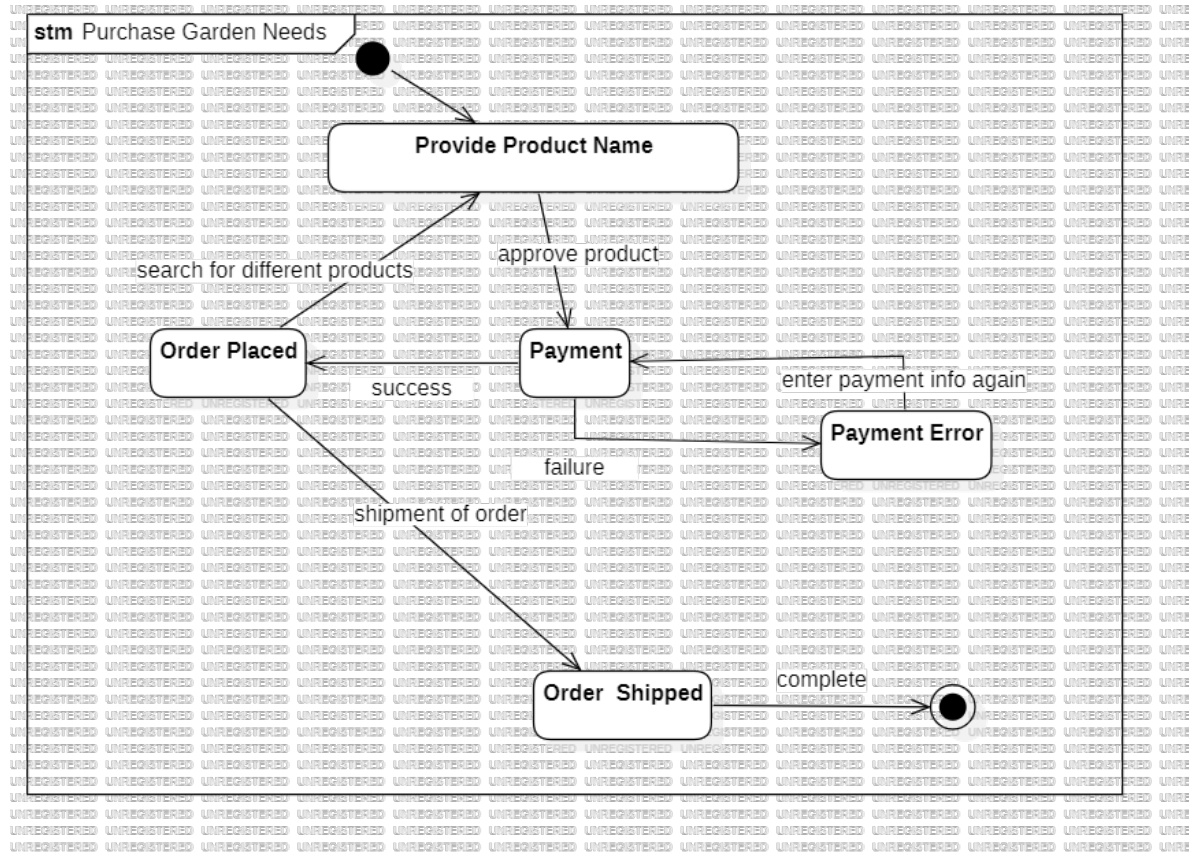 stm Purchase Garden Needs
Provide Product Name
approve product
search for different products
Order Placed
Payment
enter payment info again
success
Payment Error
failure
shipment of order
complete
Order Shipped
UNREGISTERED